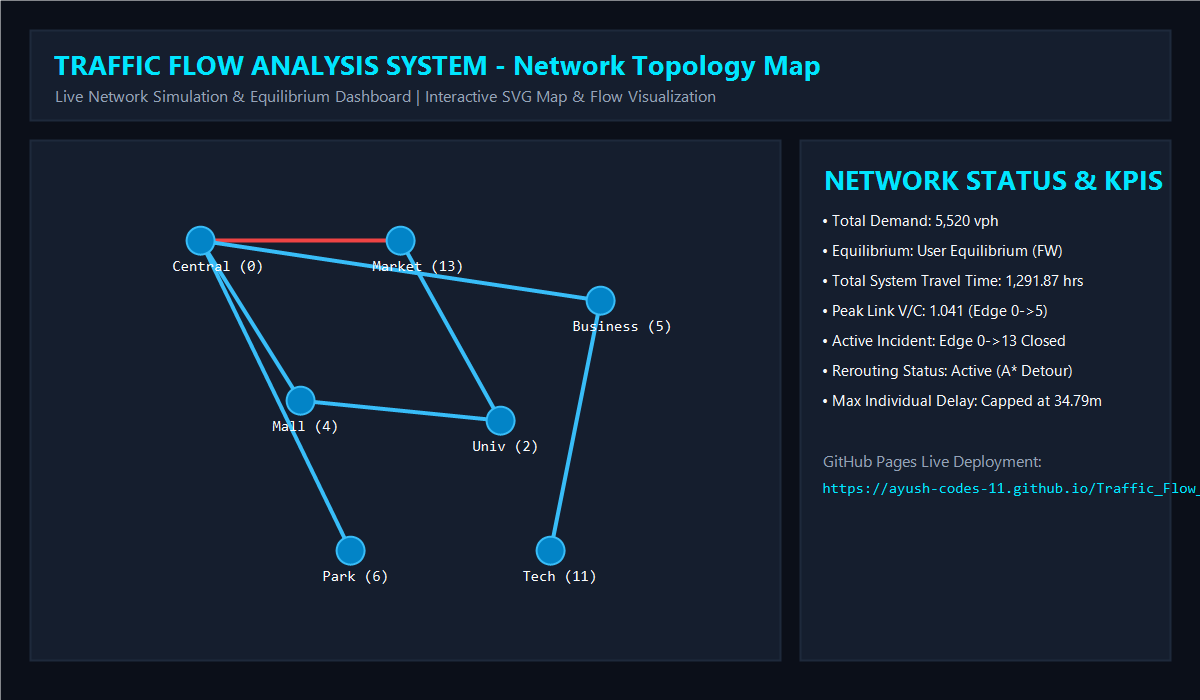 TRAFFIC FLOW ANALYSIS SYSTEM - Network Topology Map
Live Network Simulation & Equilibrium Dashboard | Interactive SVG Map & Flow Visualization
Central (0)
Market (13)
Business (5)
Mall (4)
Univ (2)
Park (6)
Tech (11)
NETWORK STATUS & KPIS
• Total Demand: 5,520 vph
• Equilibrium: User Equilibrium (FW)
• Total System Travel Time: 1,291.87 hrs
• Peak Link V/C: 1.041 (Edge 0->5)
• Active Incident: Edge 0->13 Closed
• Rerouting Status: Active (A* Detour)
• Max Individual Delay: Capped at 34.79m
GitHub Pages Live Deployment:
https://ayush-codes-11.github.io/Traffic_Flow_